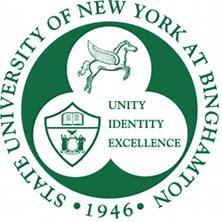 STATE UNIVERSITY OF NEW YORK AT BINGHAMTON
UNITY
IDENTITY
EXCELLENCE
• 1946 •